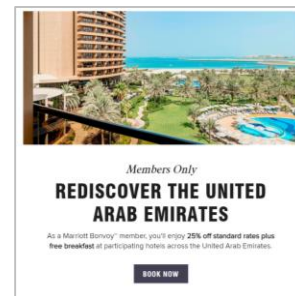 Members Only
REDISCOVER THE UNITED
ARAB EMIRATES
As a Marriott Bonvoy™ member, you'll enjoy 25% off standard rates plus
free breakfast at participating hotels across the United Arab Emirates.
BOOK NOW